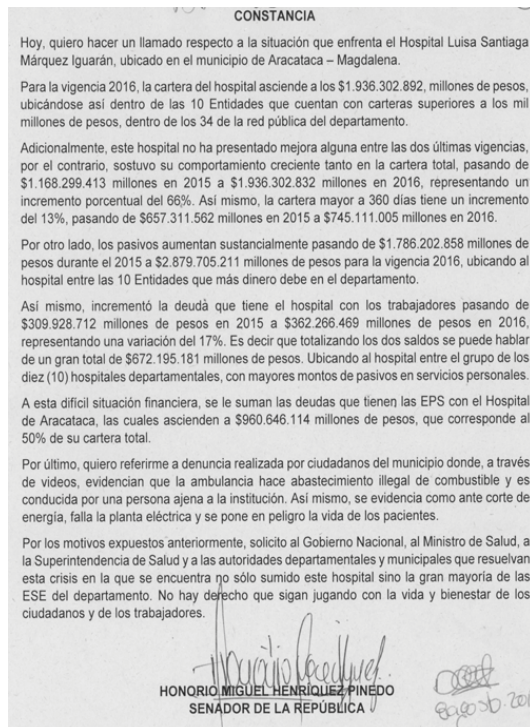 CONSTANCIA
Hoy, quiero hacer un llamado respecto a la situación que enfrenta el Hospital Luisa Santiaga
Márquez Iguarán, ubicado en el municipio de Aracataca – Magdalena.
Para la vigencia 2016, la cartera del hospital asciende a los $1.936.302.892, millones de pesos,
ubicándose así dentro de las 10 Entidades que cuentan con carteras superiores a los mil
millones de pesos, dentro de los 34 de la red pública del departamento.
Adicionalmente, este hospital no ha presentado mejora alguna entre las dos últimas vigencias,
por el contrario, sostuvo su comportamiento creciente tanto en la cartera total, pasando de
$1.168.299.413 millones en 2015 a $1.936.302.832 millones en 2016, representando un
incremento porcentual del 66%. Así mismo, la cartera mayor a 360 días tiene un incremento
del 13%, pasando de $657.311.562 millones en 2015 a $745.111.005 millones en 2016.
Por otro lado, los pasivos aumentan sustancialmente pasando de $1.786.202.858 millones de
pesos durante el 2015 a $2.879.705.211 millones de pesos para la vigencia 2016, ubicando al
hospital entre las 10 Entidades que más dinero debe en el departamento.
Así mismo, incrementó la deuda que tiene el hospital con los trabajadores pasando de
$309.928.712 millones de pesos en 2015 a $362.266.469 millones de pesos en 2016,
representando una variación del 17%. Es decir que totalizando los dos saldos se puede hablar
de un gran total de $672.195.181 millones de pesos. Ubicando al hospital entre el grupo de los
diez (10) hospitales departamentales, con mayores montos de pasivos en servicios personales.
A esta difícil situación financiera, se le suman las deudas que tienen las EPS con el Hospital
de Aracataca, las cuales ascienden a $960.646.114 millones de pesos, que corresponde al
50% de su cartera total.
Por último, quiero referirme a denuncia realizada por ciudadanos del municipio donde, a través
de videos, evidencian que la ambulancia hace abastecimiento illegal de combustible y es
conducida por una persona ajena a la institución. Así mismo, se evidencia como ante corte de
energía, falla la planta eléctrica y se pone en peligro la vida de los pacientes.
Por los motivos expuestos anteriormente, solicito al Gobierno Nacional, al Ministro de Salud, a
la Superintendencia de Salud y a las autoridades departamentales y municipales que resuelvan
esta crisis en la que se encuentra no sólo sumido este hospital sino la gran mayoría de las
ESE del departamento. No hay derecho que sigan jugando con la vida y bienestar de los
ciudadanos y de los trabajadores.
HONORIO MIGUEL HENRIQUEZ PINEDO
SENADOR DE LA REPÚBLICA